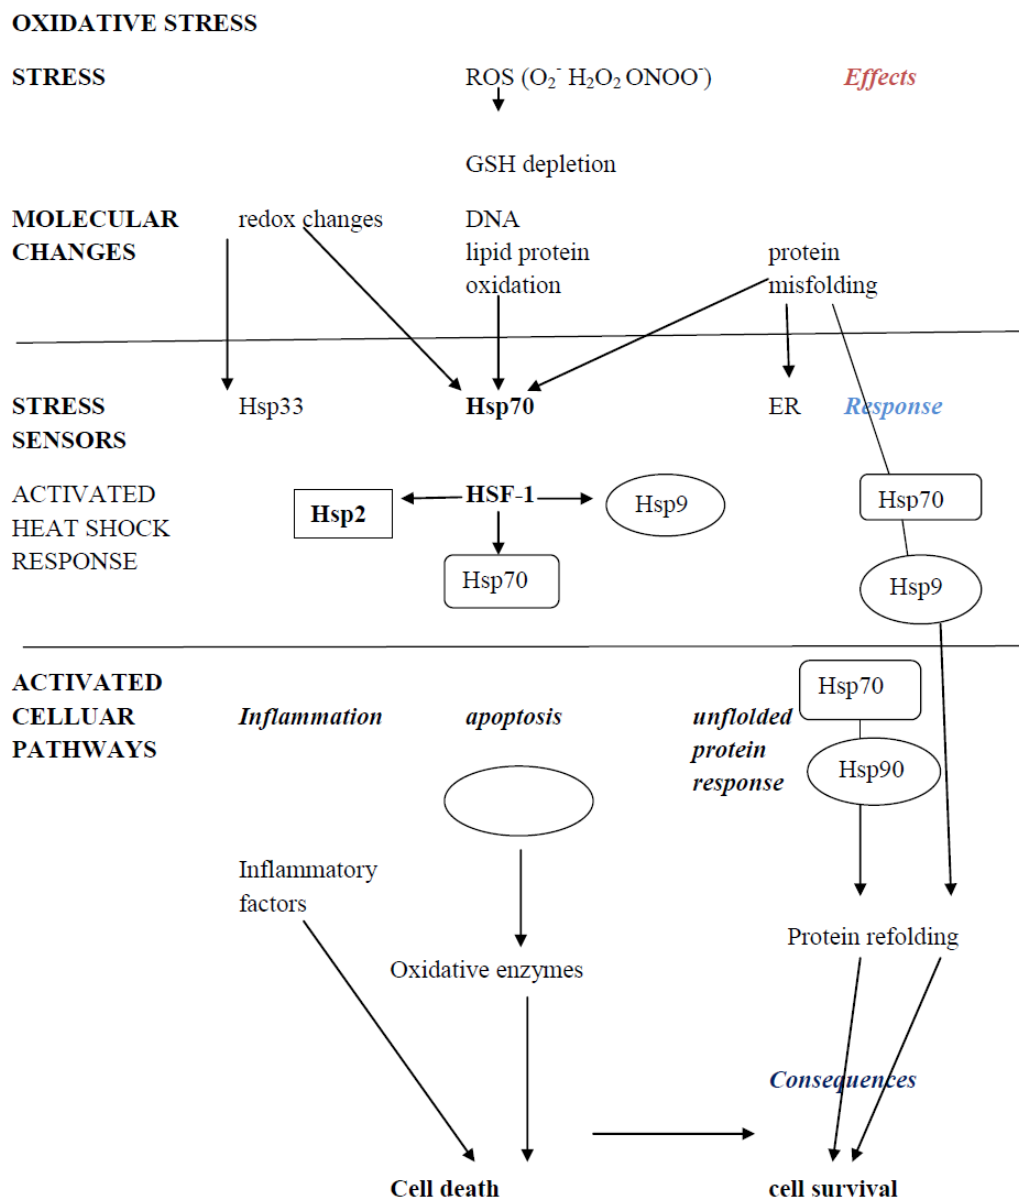 OXIDATIVE STRESS
STRESS
ROS (O₂⁻ H₂O₂ ONOO⁻)
Effects
GSH depletion
MOLECULAR
CHANGES
redox changes
DNA
lipid protein
oxidation
protein
misfolding
STRESS
SENSORS
Hsp33
Hsp70
ER
Response
ACTIVATED
HEAT SHOCK
RESPONSE
Hsp2
HSF-1
Hsp9
Hsp70
Hsp70
Hsp9
ACTIVATED
CELLUAR
PATHWAYS
Inflammation
apoptosis
unflolded
protein
response
Hsp70
Hsp90
Inflammatory
factors
Oxidative enzymes
Protein refolding
Consequences
Cell death
cell survival